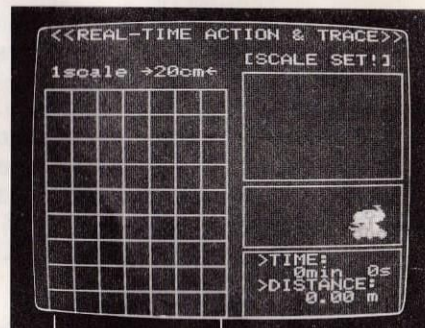 <<REAL-TIME ACTION & TRACE>>
1scale →20cm←
[SCALE SET!]
>TIME:
0min 0s
>DISTANCE:
0.00 m